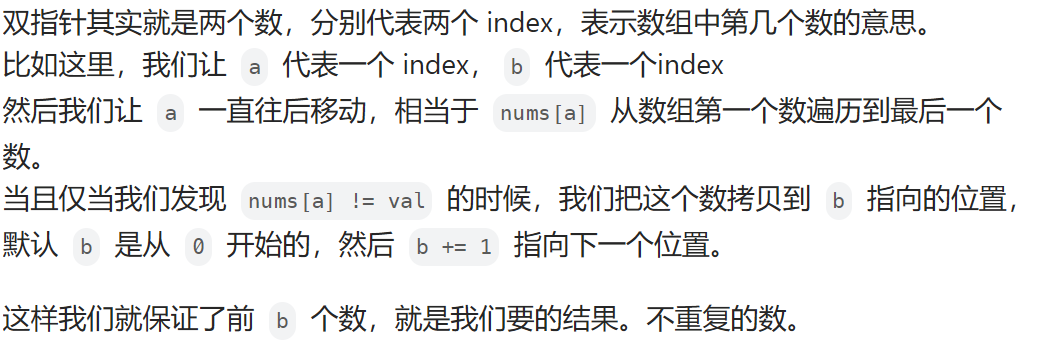 双指针其实就是两个数，分别代表两个 index，表示数组中第几个数的意思。
比如这里，我们让 a 代表一个 index， b 代表一个index
然后我们让 a 一直往后移动，相当于 nums[a] 从数组第一个数遍历到最后一个
数。
当且仅当我们发现 nums[a] != val 的时候，我们把这个数拷贝到 b 指向的位置，
默认 b 是从 0 开始的，然后 b += 1 指向下一个位置。
这样我们就保证了前 b 个数，就是我们要的结果。不重复的数。